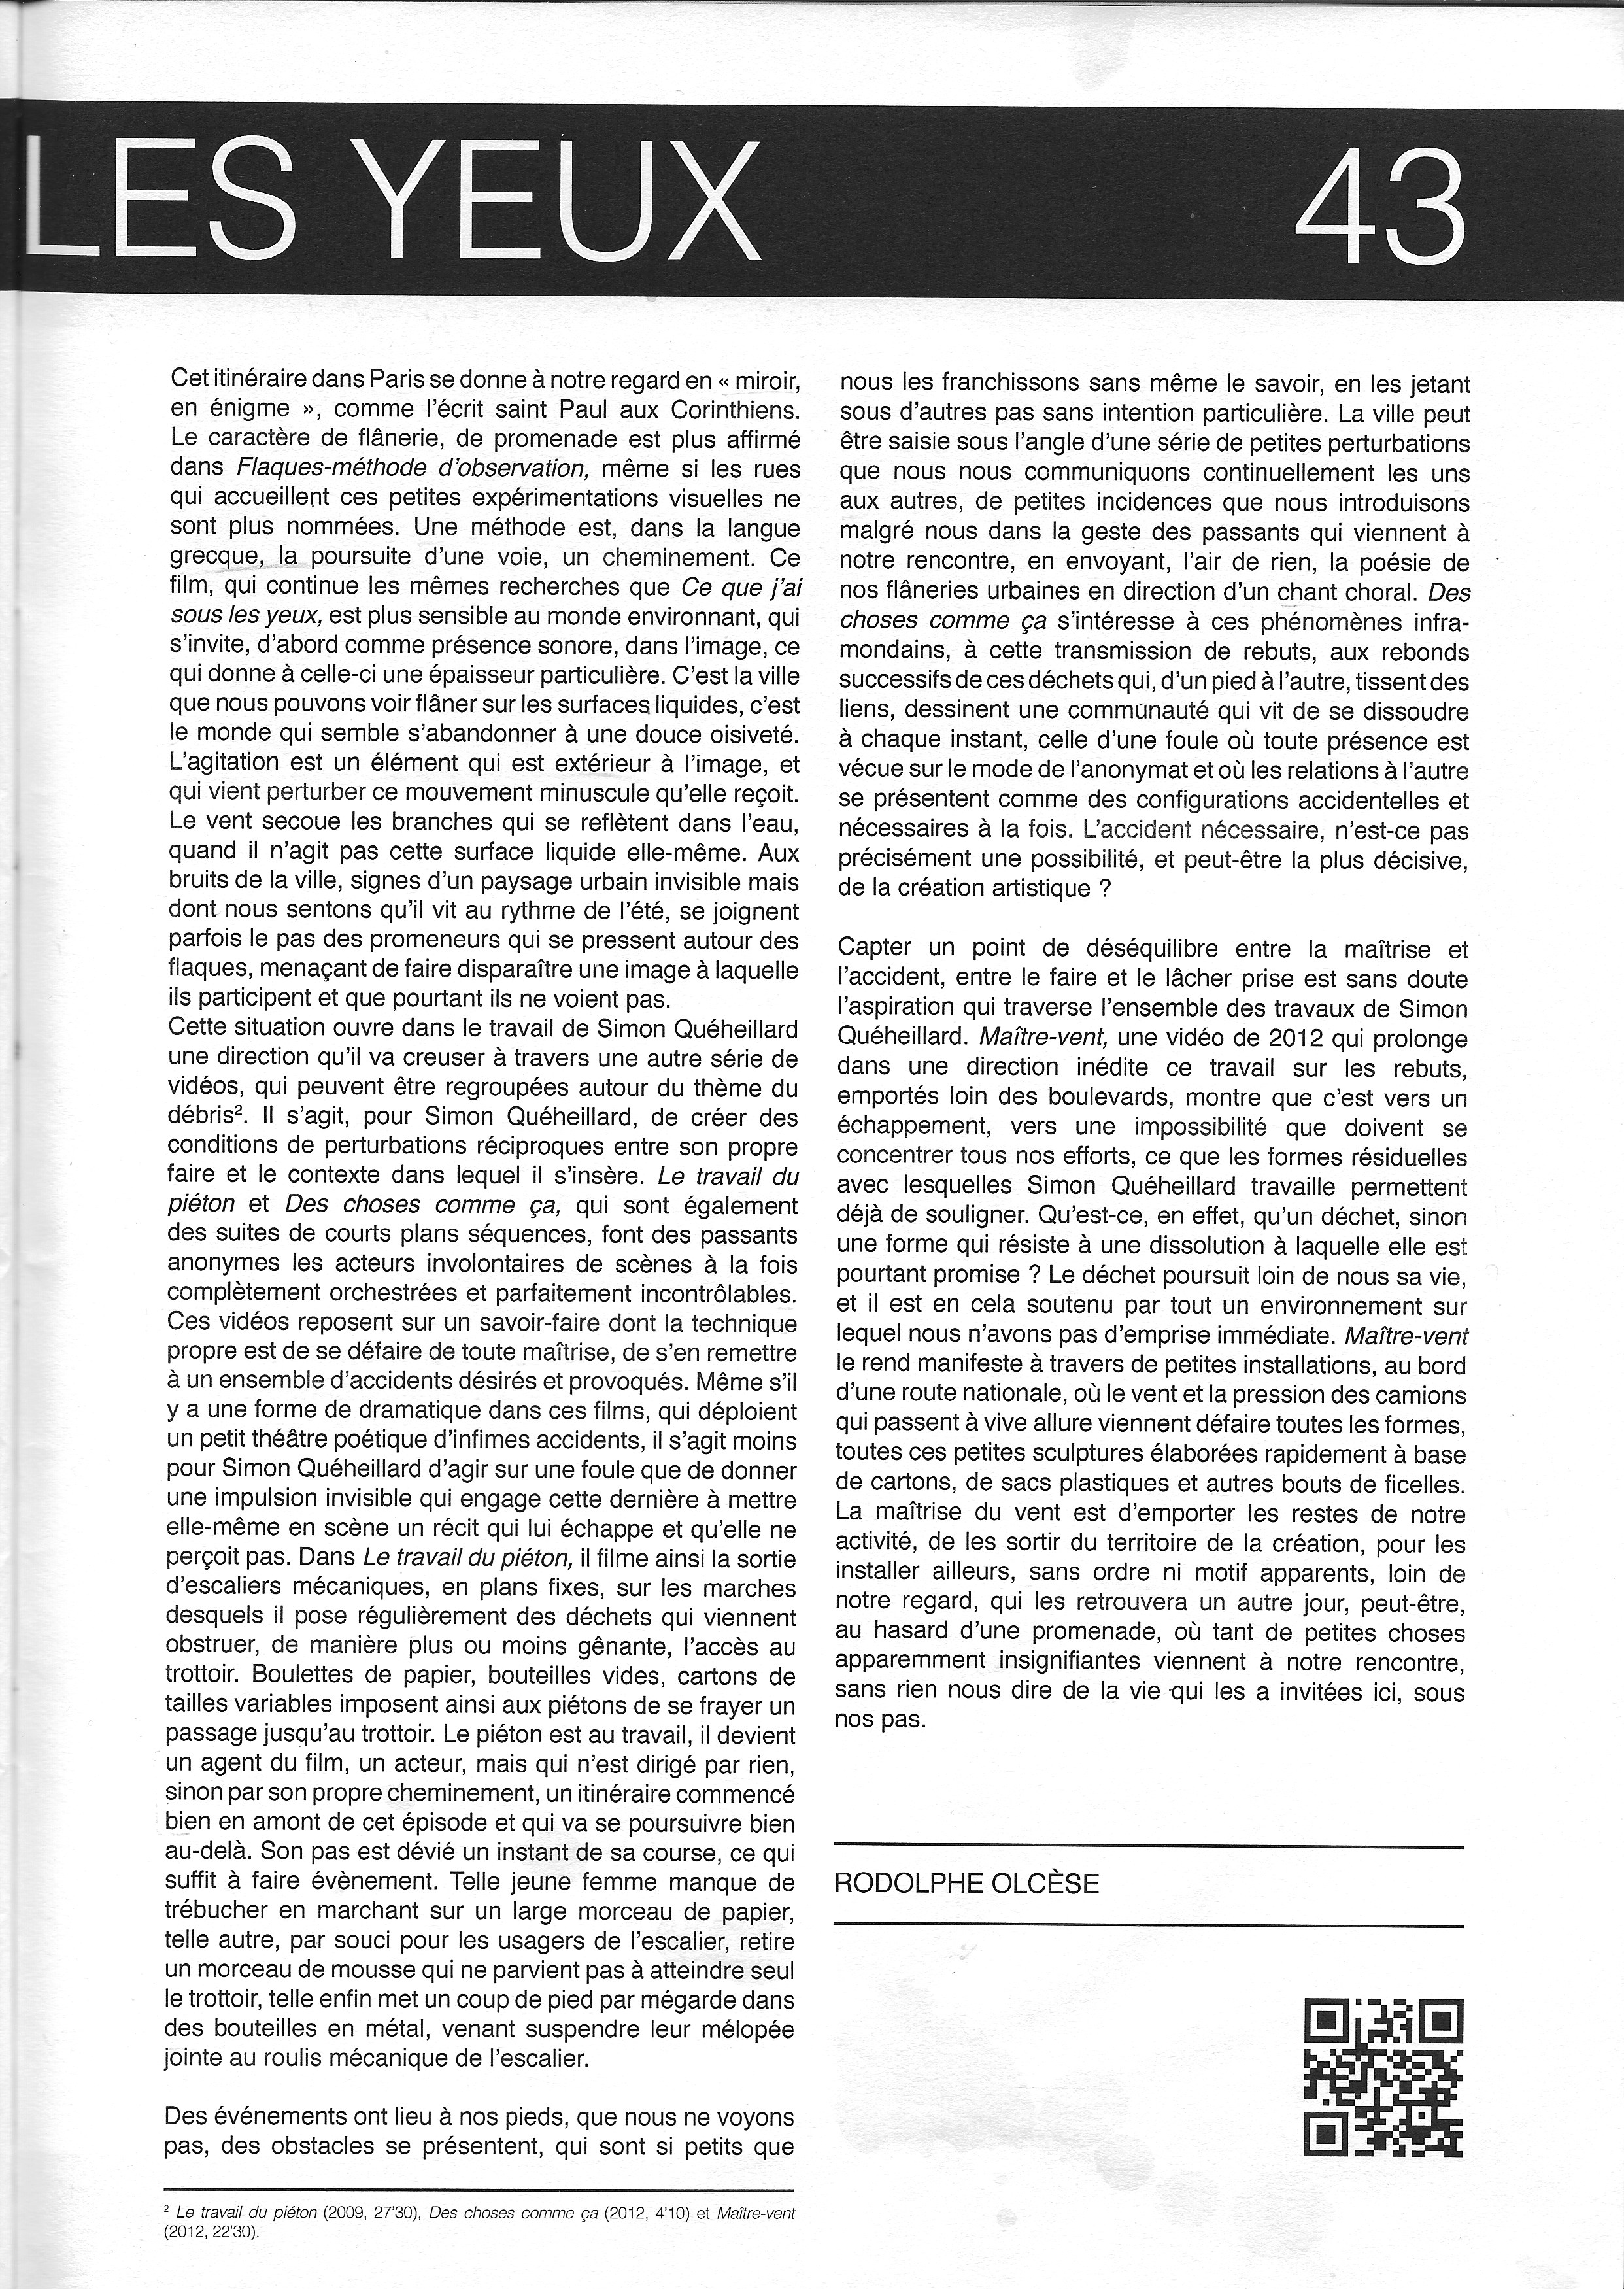 LES YEUX 43
Cet itinéraire dans Paris se donne à notre regard en « miroir,
en énigme », comme l'écrit saint Paul aux Corinthiens.
Le caractère de flânerie, de promenade est plus affirmé
dans Flaques-méthode d'observation, même si les rues
qui accueillent ces petites expérimentations visuelles ne
sont plus nommées. Une méthode est, dans la langue
grecque, la poursuite d'une voie, un cheminement. Ce
film, qui continue les mêmes recherches que Ce que j'ai
sous les yeux, est plus sensible au monde environnant, qui
s'invite, d'abord comme présence sonore, dans l'image, ce
qui donne à celle-ci une épaisseur particulière. C'est la ville
que nous pouvons voir flâner sur les surfaces liquides, c'est
le monde qui semble s'abandonner à une douce oisiveté.
L'agitation est un élément qui est extérieur à l'image, et
qui vient perturber ce mouvement minuscule qu'elle reçoit.
Le vent secoue les branches qui se reflètent dans l'eau,
quand il n'agit pas cette surface liquide elle-même. Aux
bruits de la ville, signes d'un paysage urbain invisible mais
dont nous sentons qu'il vit au rythme de l'été, se joignent
parfois le pas des promeneurs qui se pressent autour des
flaques, menaçant de faire disparaître une image à laquelle
ils participent et que pourtant ils ne voient pas.
Cette situation ouvre dans le travail de Simon Quéheillard
une direction qu'il va creuser à travers une autre série de
vidéos, qui peuvent être regroupées autour du thème du
débris². Il s'agit, pour Simon Quéheillard, de créer des
conditions de perturbations réciproques entre son propre
faire et le contexte dans lequel il s'insère. Le travail du
piéton et Des choses comme ça, qui sont également
des suites de courts plans séquences, font des passants
anonymes les acteurs involontaires de scènes à la fois
complètement orchestrées et parfaitement incontrôlables.
Ces vidéos reposent sur un savoir-faire dont la technique
propre est de se défaire de toute maîtrise, de s'en remettre
à un ensemble d'accidents désirés et provoqués. Même s'il
y a une forme de dramatique dans ces films, qui déploient
un petit théâtre poétique d'infimes accidents, il s'agit moins
pour Simon Quéheillard d'agir sur une foule que de donner
une impulsion invisible qui engage cette dernière à mettre
elle-même en scène un récit qui lui échappe et qu'elle ne
perçoit pas. Dans Le travail du piéton, il filme ainsi la sortie
d'escaliers mécaniques, en plans fixes, sur les marches
desquels il pose régulièrement des déchets qui viennent
obstruer, de manière plus ou moins gênante, l'accès au
trottoir. Boulettes de papier, bouteilles vides, cartons de
tailles variables imposent ainsi aux piétons de se frayer un
passage jusqu'au trottoir. Le piéton est au travail, il devient
un agent du film, un acteur, mais qui n'est dirigé par rien,
sinon par son propre cheminement, un itinéraire commencé
bien en amont de cet épisode et qui va se poursuivre bien
au-delà. Son pas est dévié un instant de sa course, ce qui
suffit à faire évènement. Telle jeune femme manque de
trébucher en marchant sur un large morceau de papier,
telle autre, par souci pour les usagers de l'escalier, retire
un morceau de mousse qui ne parvient pas à atteindre seul
le trottoir, telle enfin met un coup de pied par mégarde dans
des bouteilles en métal, venant suspendre leur mélopée
jointe au roulis mécanique de l'escalier.
Des événements ont lieu à nos pieds, que nous ne voyons
pas, des obstacles se présentent, qui sont si petits que
² Le travail du piéton (2009, 27'30), Des choses comme ça (2012, 4'10) et Maître-vent
(2012, 22'30).
nous les franchissons sans même le savoir, en les jetant
sous d'autres pas sans intention particulière. La ville peut
être saisie sous l'angle d'une série de petites perturbations
que nous nous communiquons continuellement les uns
aux autres, de petites incidences que nous introduisons
malgré nous dans la geste des passants qui viennent à
notre rencontre, en envoyant, l'air de rien, la poésie de
nos flâneries urbaines en direction d'un chant choral. Des
choses comme ça s'intéresse à ces phénomènes infra-
mondains, à cette transmission de rebuts, aux rebonds
successifs de ces déchets qui, d'un pied à l'autre, tissent des
liens, dessinent une communauté qui vit de se dissoudre
à chaque instant, celle d'une foule où toute présence est
vécue sur le mode de l'anonymat et où les relations à l'autre
se présentent comme des configurations accidentelles et
nécessaires à la fois. L'accident nécessaire, n'est-ce pas
précisément une possibilité, et peut-être la plus décisive,
de la création artistique ?
Capter un point de déséquilibre entre la maîtrise et
l'accident, entre le faire et le lâcher prise est sans doute
l'aspiration qui traverse l'ensemble des travaux de Simon
Quéheillard. Maître-vent, une vidéo de 2012 qui prolonge
dans une direction inédite ce travail sur les rebuts,
emportés loin des boulevards, montre que c'est vers un
échappement, vers une impossibilité que doivent se
concentrer tous nos efforts, ce que les formes résiduelles
avec lesquelles Simon Quéheillard travaille permettent
déjà de souligner. Qu'est-ce, en effet, qu'un déchet, sinon
une forme qui résiste à une dissolution à laquelle elle est
pourtant promise ? Le déchet poursuit loin de nous sa vie,
et il est en cela soutenu par tout un environnement sur
lequel nous n'avons pas d'emprise immédiate. Maître-vent
le rend manifeste à travers de petites installations, au bord
d'une route nationale, où le vent et la pression des camions
qui passent à vive allure viennent défaire toutes les formes,
toutes ces petites sculptures élaborées rapidement à base
de cartons, de sacs plastiques et autres bouts de ficelles.
La maîtrise du vent est d'emporter les restes de notre
activité, de les sortir du territoire de la création, pour les
installer ailleurs, sans ordre ni motif apparents, loin de
notre regard, qui les retrouvera un autre jour, peut-être,
au hasard d'une promenade, où tant de petites choses
apparemment insignifiantes viennent à notre rencontre,
sans rien nous dire de la vie qui les a invitées ici, sous
nos pas.
RODOLPHE OLCÈSE